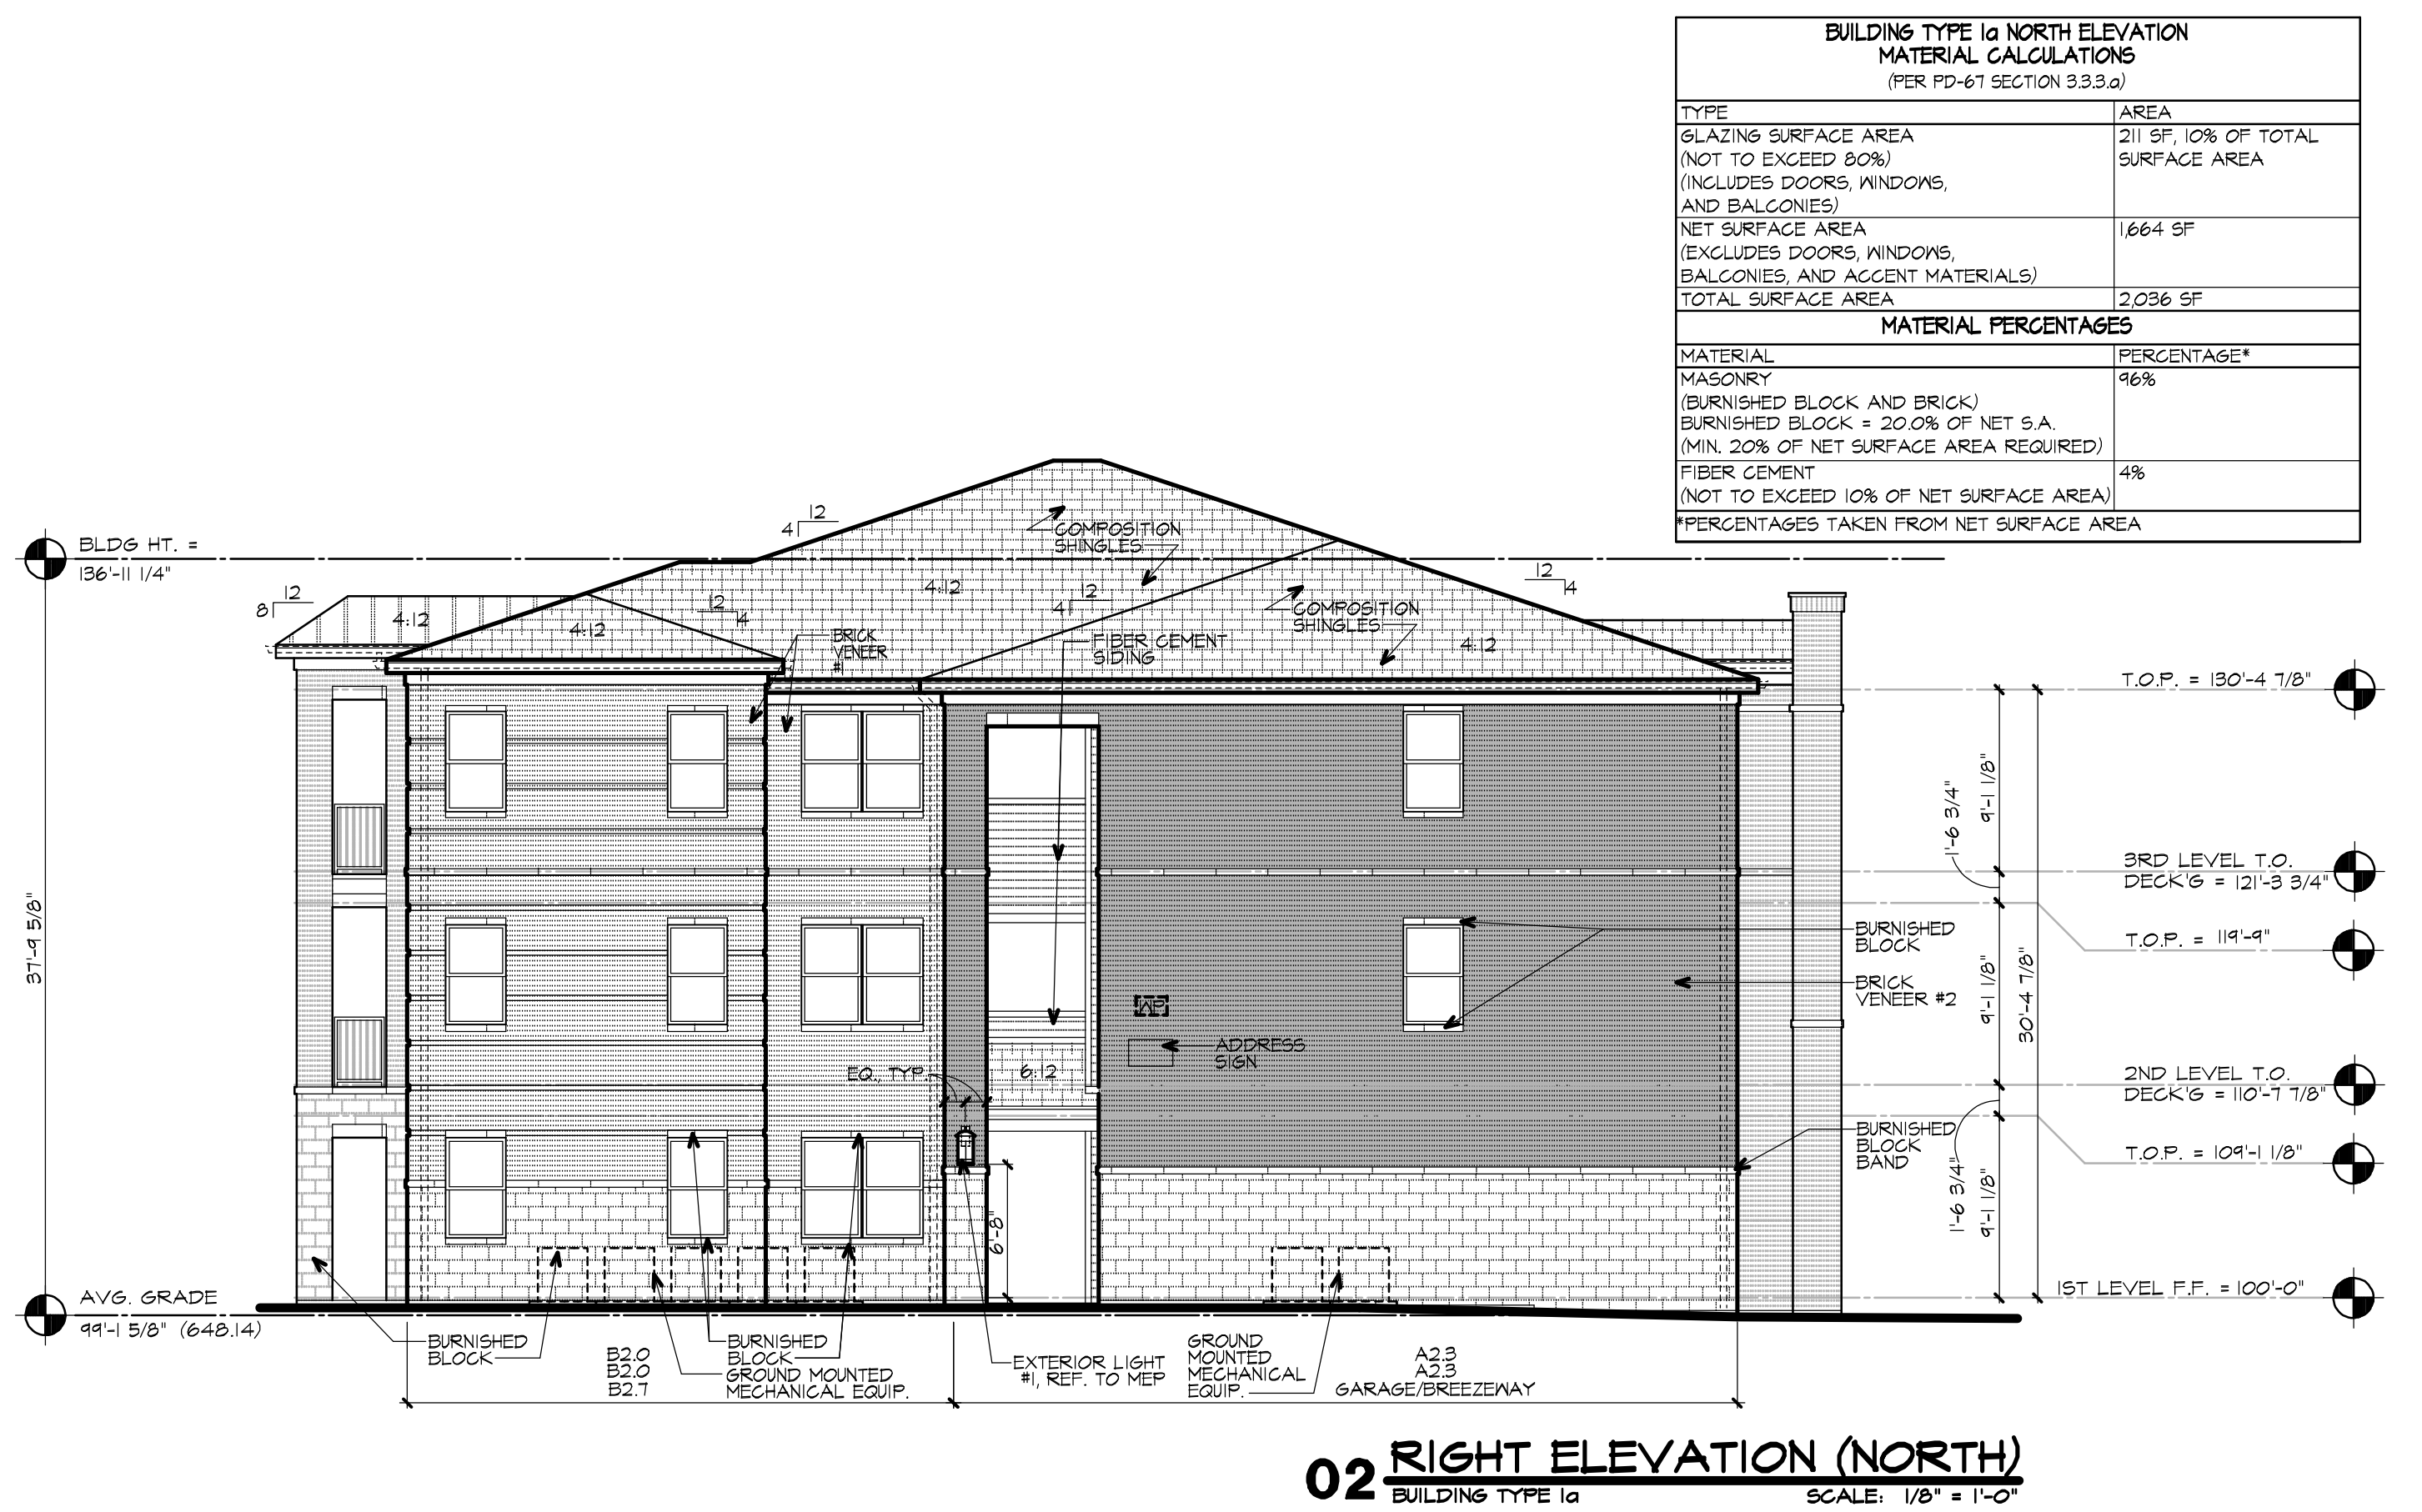 BUILDING TYPE 1a NORTH ELEVATION
MATERIAL CALCULATIONS
(PER PD-67 SECTION 3.3.3.a)
TYPE
AREA
GLAZING SURFACE AREA
(NOT TO EXCEED 80%)
(INCLUDES DOORS, WINDOWS,
AND BALCONIES)
211 SF, 10% OF TOTAL
SURFACE AREA
NET SURFACE AREA
(EXCLUDES DOORS, WINDOWS,
BALCONIES, AND ACCENT MATERIALS)
1,664 SF
TOTAL SURFACE AREA
2,036 SF
MATERIAL PERCENTAGES
MATERIAL
PERCENTAGE*
MASONRY
(BURNISHED BLOCK AND BRICK)
BURNISHED BLOCK = 20.0% OF NET S.A.
(MIN. 20% OF NET SURFACE AREA REQUIRED)
96%
FIBER CEMENT
(NOT TO EXCEED 10% OF NET SURFACE AREA)
4%
*PERCENTAGES TAKEN FROM NET SURFACE AREA
BLDG HT. =
136'-11 1/4"
12
4
COMPOSITION
SHINGLES
12
8
4:12
4:12
12
4
4:12
12
4
12
4
COMPOSITION
SHINGLES
4:12
BRICK
VENEER
#1
FIBER CEMENT
SIDING
T.O.P. = 130'-4 7/8"
9'-1 1/8"
1'-6 3/4"
3RD LEVEL T.O.
DECK'G = 121'-3 3/4"
37'-9 5/8"
BURNISHED
BLOCK
T.O.P. = 119'-9"
BRICK
VENEER #2
9'-1 1/8"
30'-4 7/8"
WP
ADDRESS
SIGN
EQ., TYP.
6:12
2ND LEVEL T.O.
DECK'G = 110'-7 7/8"
BURNISHED
BLOCK
BAND
T.O.P. = 109'-1 1/8"
1'-6 3/4"
9'-1 1/8"
6'-8"
AVG. GRADE
99'-1 5/8" (648.14)
1ST LEVEL F.F. = 100'-0"
BURNISHED
BLOCK
B2.0
B2.0
B2.7
BURNISHED
BLOCK
GROUND MOUNTED
MECHANICAL EQUIP.
EXTERIOR LIGHT
#1, REF. TO MEP
GROUND
MOUNTED
MECHANICAL
EQUIP.
A2.3
A2.3
GARAGE/BREEZEWAY
02 RIGHT ELEVATION (NORTH)
BUILDING TYPE 1a
SCALE: 1/8" = 1'-0"